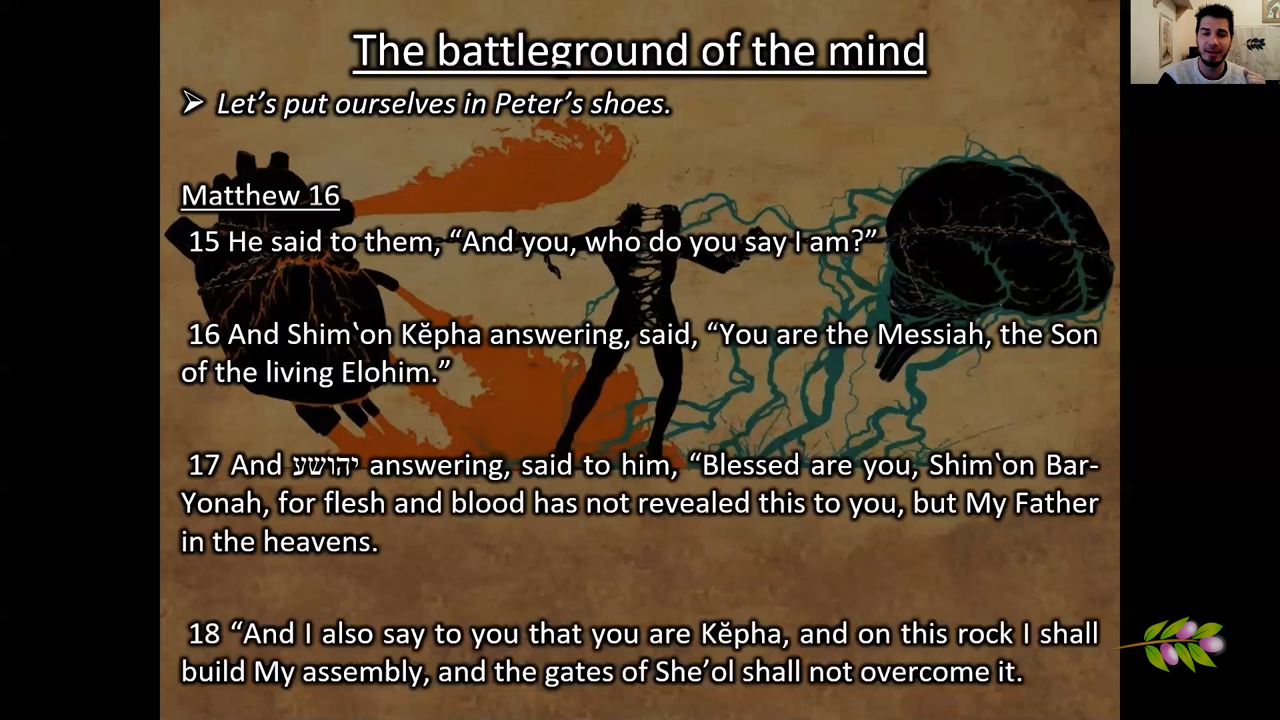 The battleground of the mind
➢ Let’s put ourselves in Peter’s shoes.
Matthew 16
15 He said to them, “And you, who do you say I am?”
16 And Shim‛on Kĕpha answering, said, “You are the Messiah, the Son
of the living Elohim.”
17 And יהושע answering, said to him, “Blessed are you, Shim‛on Bar-
Yonah, for flesh and blood has not revealed this to you, but My Father
in the heavens.
18 “And I also say to you that you are Kĕpha, and on this rock I shall
build My assembly, and the gates of She’ol shall not overcome it.